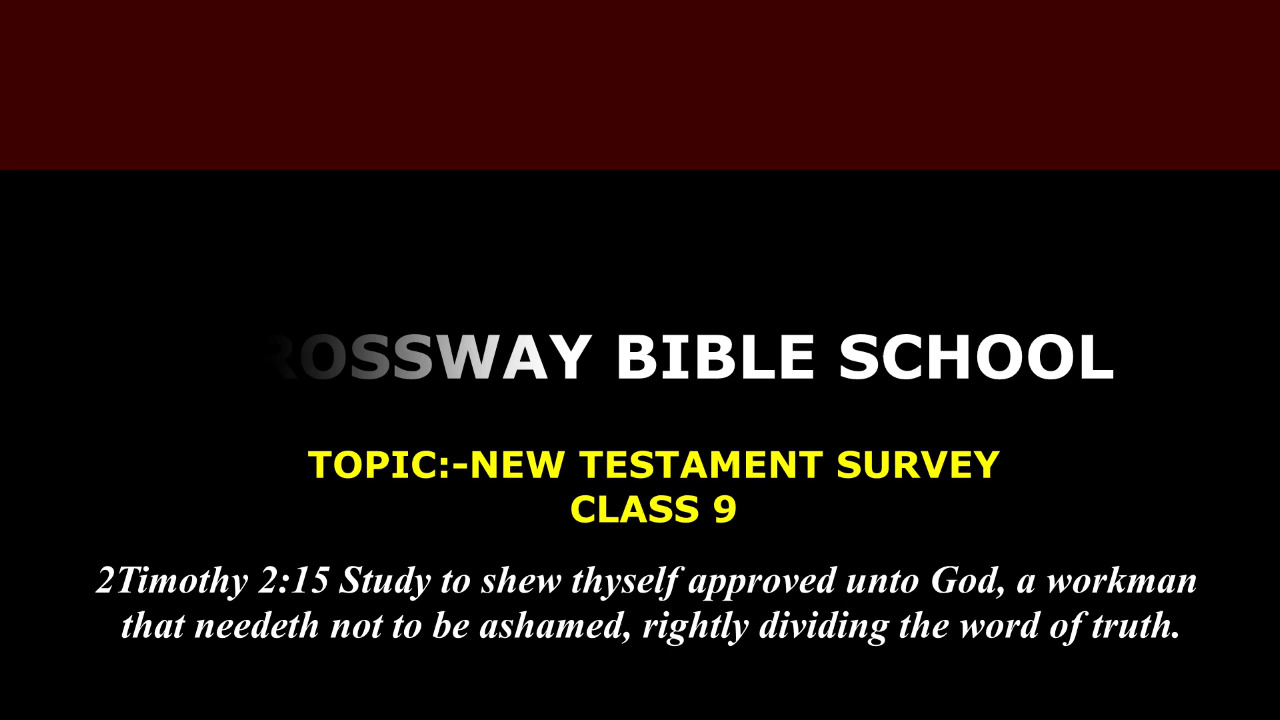 ROSSWAY BIBLE SCHOOL
TOPIC:-NEW TESTAMENT SURVEY
CLASS 9
2Timothy 2:15 Study to shew thyself approved unto God, a workman
that needeth not to be ashamed, rightly dividing the word of truth.